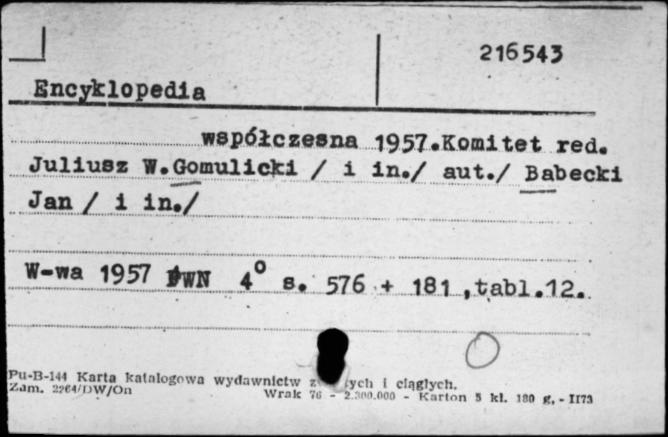 216543
Encyklopedia
współczesna 1957.Komitet red.
Juliusz W.Gomulicki / i in./ aut./ Babecki
Jan / i in./
W-wa 1957 PWN 4° s. 576 + 181 ,tabl.12.
Pu-B-144 Karta katalogowa wydawnictw z ych i ciągłych.
Zam. 2264/DW/On Wrak 76 - 2.300.000 - Karton 5 kl. 180 g. - 1173